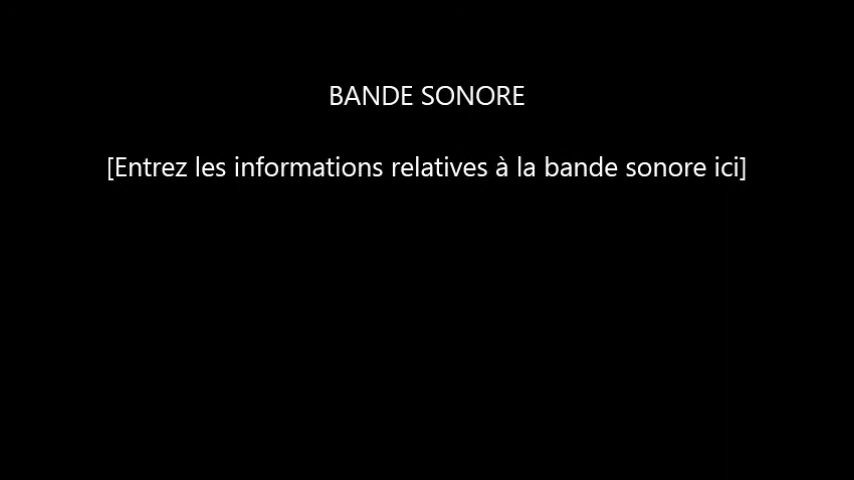 BANDE SONORE
[Entrez les informations relatives à la bande sonore ici]